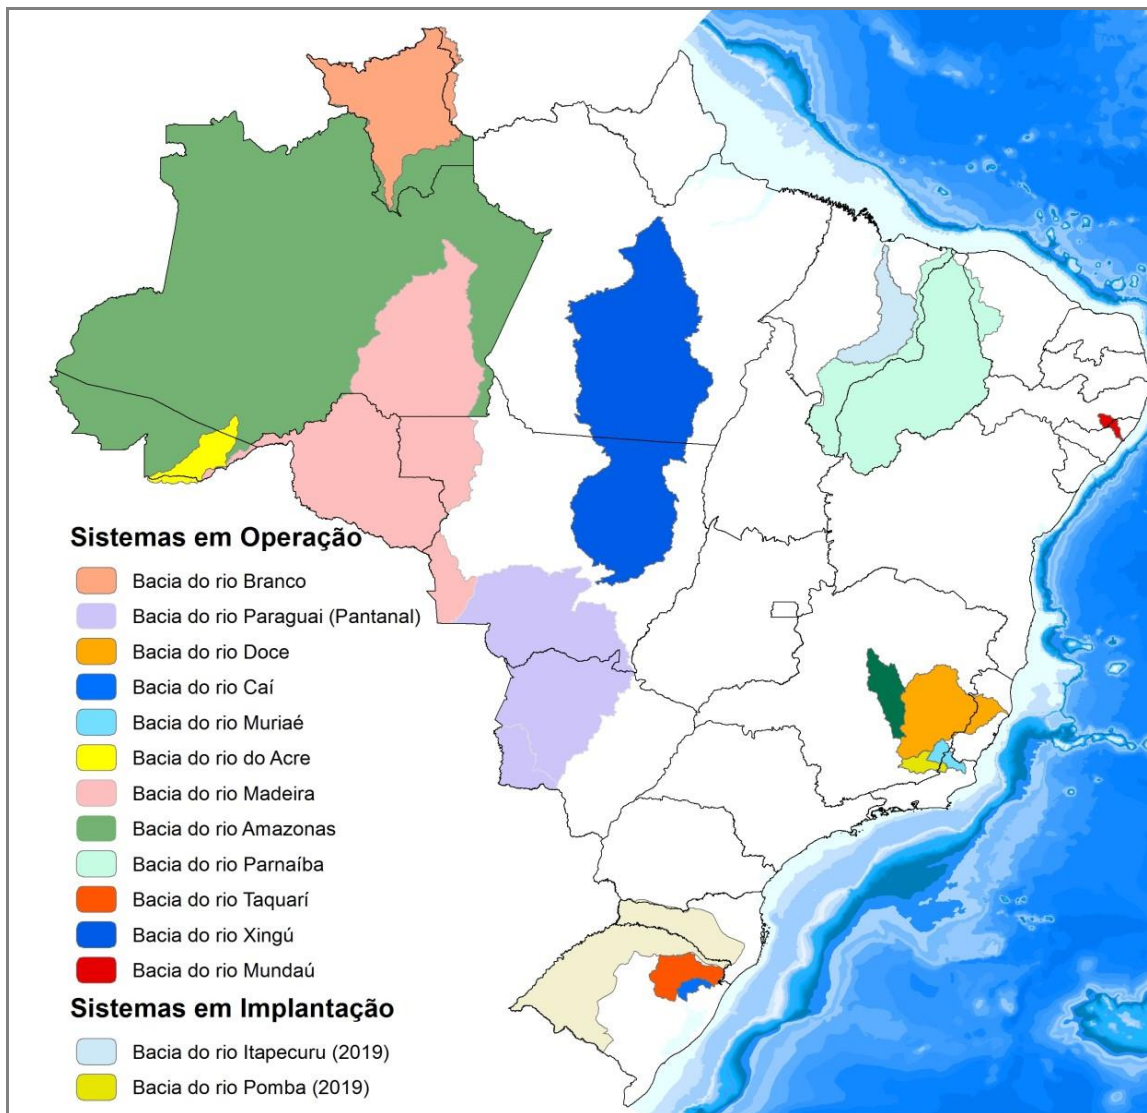 Sistemas em Operação
Bacia do rio Branco
Bacia do rio Paraguai (Pantanal)
Bacia do rio Doce
Bacia do rio Caí
Bacia do rio Muriaé
Bacia do rio do Acre
Bacia do rio Madeira
Bacia do rio Amazonas
Bacia do rio Parnaíba
Bacia do rio Taquarí
Bacia do rio Xingú
Bacia do rio Mundaú
Sistemas em Implantação
Bacia do rio Itapecuru (2019)
Bacia do rio Pomba (2019)